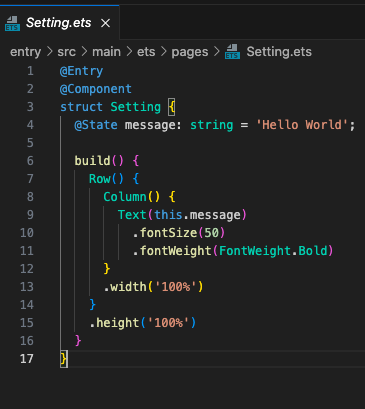 ETS Setting.ets ×
entry > src > main > ets > pages > ETS Setting.ets
1 @Entry
2 @Component
3 struct Setting {
4   @State message: string = 'Hello World';
5
6   build() {
7     Row() {
8       Column() {
9         Text(this.message)
10           .fontSize(50)
11           .fontWeight(FontWeight.Bold)
12       }
13       .width('100%')
14     }
15     .height('100%')
16   }
17 }